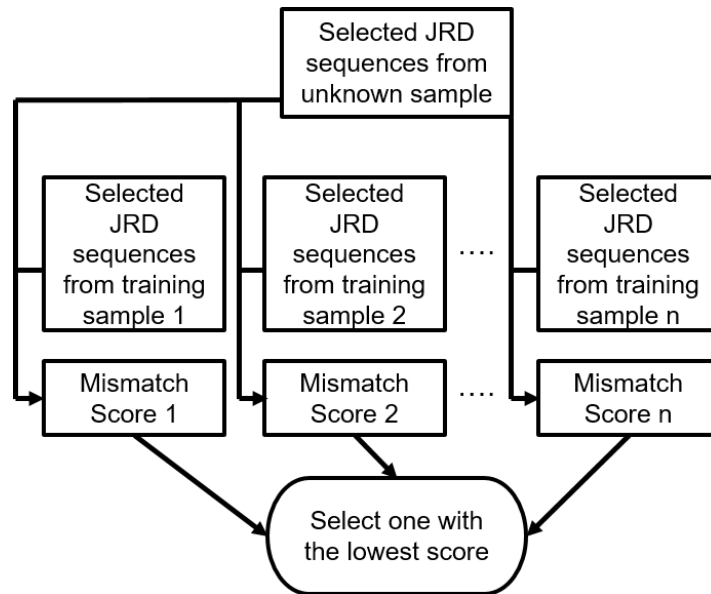 Selected JRD
sequences from
unknown sample
Selected
JRD
sequences
from training
sample 1
Selected
JRD
sequences
from training
sample 2
....
Selected
JRD
sequences
from training
sample n
Mismatch
Score 1
Mismatch
Score 2
....
Mismatch
Score n
Select one with
the lowest score